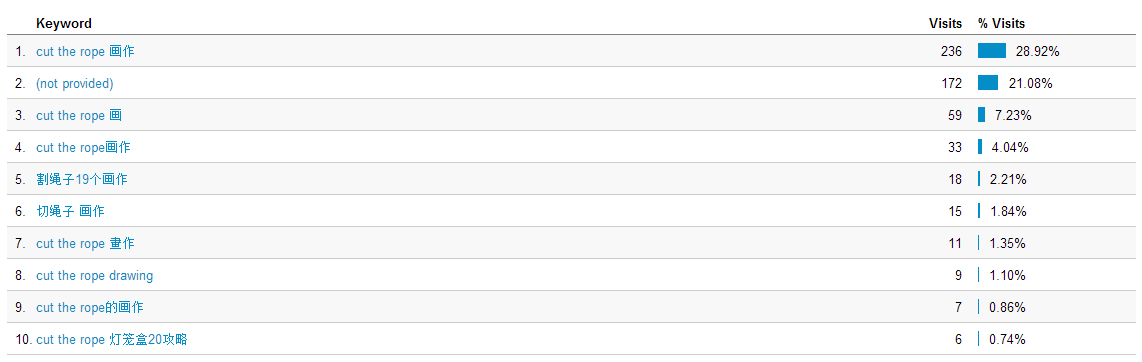 Keyword Visits % Visits
1. cut the rope 画作 236 28.92%
2. (not provided) 172 21.08%
3. cut the rope 画 59 7.23%
4. cut the rope画作 33 4.04%
5. 割绳子19个画作 18 2.21%
6. 切绳子 画作 15 1.84%
7. cut the rope 畫作 11 1.35%
8. cut the rope drawing 9 1.10%
9. cut the rope的画作 7 0.86%
10. cut the rope 灯笼盒20攻略 6 0.74%